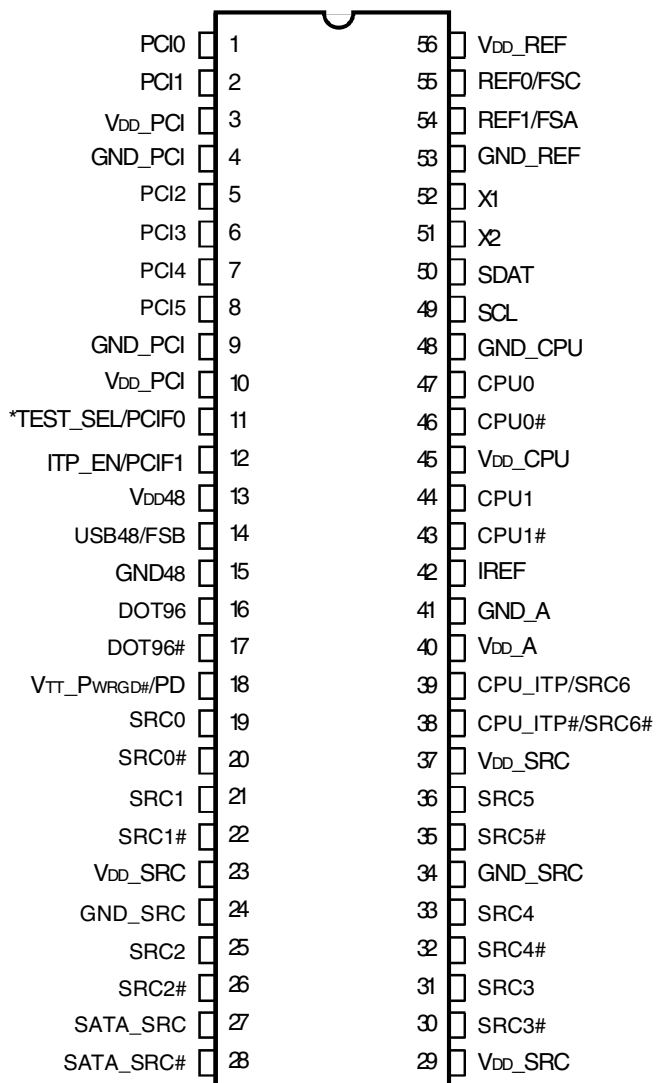 PCI0 1 56 VDD_REF
PCI1 2 55 REF0/FSC
VDD_PCI 3 54 REF1/FSA
GND_PCI 4 53 GND_REF
PCI2 5 52 X1
PCI3 6 51 X2
PCI4 7 50 SDAT
PCI5 8 49 SCL
GND_PCI 9 48 GND_CPU
VDD_PCI 10 47 CPU0
*TEST_SEL/PCIF0 11 46 CPU0#
ITP_EN/PCIF1 12 45 VDD_CPU
VDD48 13 44 CPU1
USB48/FSB 14 43 CPU1#
GND48 15 42 IREF
DOT96 16 41 GND_A
DOT96# 17 40 VDD_A
VTT_PWRGD#/PD 18 39 CPU_ITP/SRC6
SRC0 19 38 CPU_ITP#/SRC6#
SRC0# 20 37 VDD_SRC
SRC1 21 36 SRC5
SRC1# 22 35 SRC5#
VDD_SRC 23 34 GND_SRC
GND_SRC 24 33 SRC4
SRC2 25 32 SRC4#
SRC2# 26 31 SRC3
SATA_SRC 27 30 SRC3#
SATA_SRC# 28 29 VDD_SRC